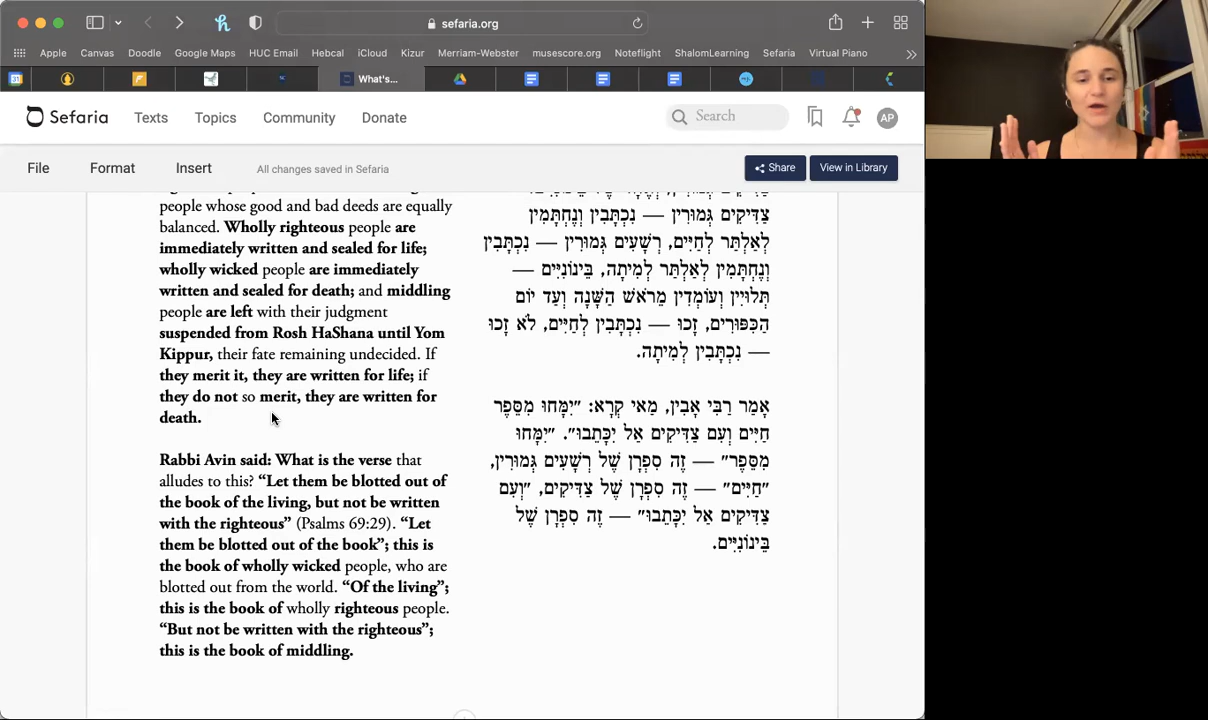 sefaria.org
Apple Canvas Doodle Google Maps HUC Email Hebcal iCloud Kizur Merriam-Webster musescore.org Noteflight ShalomLearning Sefaria Virtual Piano
What's...
Sefaria Texts Topics Community Donate Search AP
File Format Insert All changes saved in Sefaria Share View in Library
people whose good and bad deeds are equally
balanced. Wholly righteous people are
immediately written and sealed for life;
wholly wicked people are immediately
written and sealed for death; and middling
people are left with their judgment
suspended from Rosh HaShana until Yom
Kippur, their fate remaining undecided. If
they merit it, they are written for life; if
they do not so merit, they are written for
death.
Rabbi Avin said: What is the verse that
alludes to this? “Let them be blotted out of
the book of the living, but not be written
with the righteous” (Psalms 69:29). “Let
them be blotted out of the book”; this is
the book of wholly wicked people, who are
blotted out from the world. “Of the living”;
this is the book of wholly righteous people.
“But not be written with the righteous”;
this is the book of middling.
צַדִּיקִים גְּמוּרִין — נִכְתָּבִין וְנֶחְתָּמִין
לְאַלְתַּר לְחַיִּים, רְשָׁעִים גְּמוּרִין — נִכְתָּבִין
וְנֶחְתָּמִין לְאַלְתַּר לְמִיתָה, בֵּינוֹנִיִּים —
תְּלוּיִין וְעוֹמְדִין מֵרֹאשׁ הַשָּׁנָה וְעַד יוֹם
הַכִּפּוּרִים, זָכוּ — נִכְתָּבִין לְחַיִּים, לֹא זָכוּ
— נִכְתָּבִין לְמִיתָה.
אָמַר רַבִּי אָבִין, מַאי קְרָא: ״יִמָּחוּ מִסֵּפֶר
חַיִּים וְעִם צַדִּיקִים אַל יִכָּתֵבוּ״. ״יִמָּחוּ
מִסֵּפֶר״ — זֶה סִפְרָן שֶׁל רְשָׁעִים גְּמוּרִין,
״חַיִּים״ — זֶה סִפְרָן שֶׁל צַדִּיקִים, ״וְעִם
צַדִּיקִים אַל יִכָּתֵבוּ״ — זֶה סִפְרָן שֶׁל
בֵּינוֹנִיִּים.